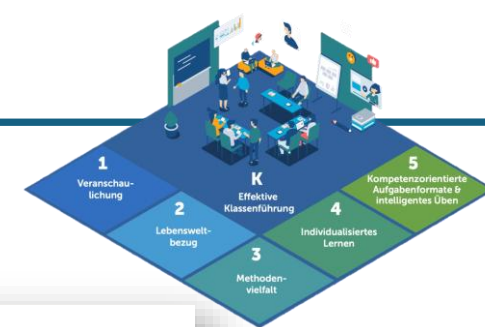 1
Veranschau-
lichung
2
Lebenswelt-
bezug
3
Methoden-
vielfalt
K
Effektive
Klassenführung
4
Individualisiertes
Lernen
5
Kompetenzorientierte
Aufgabenformate &
intelligentes Üben